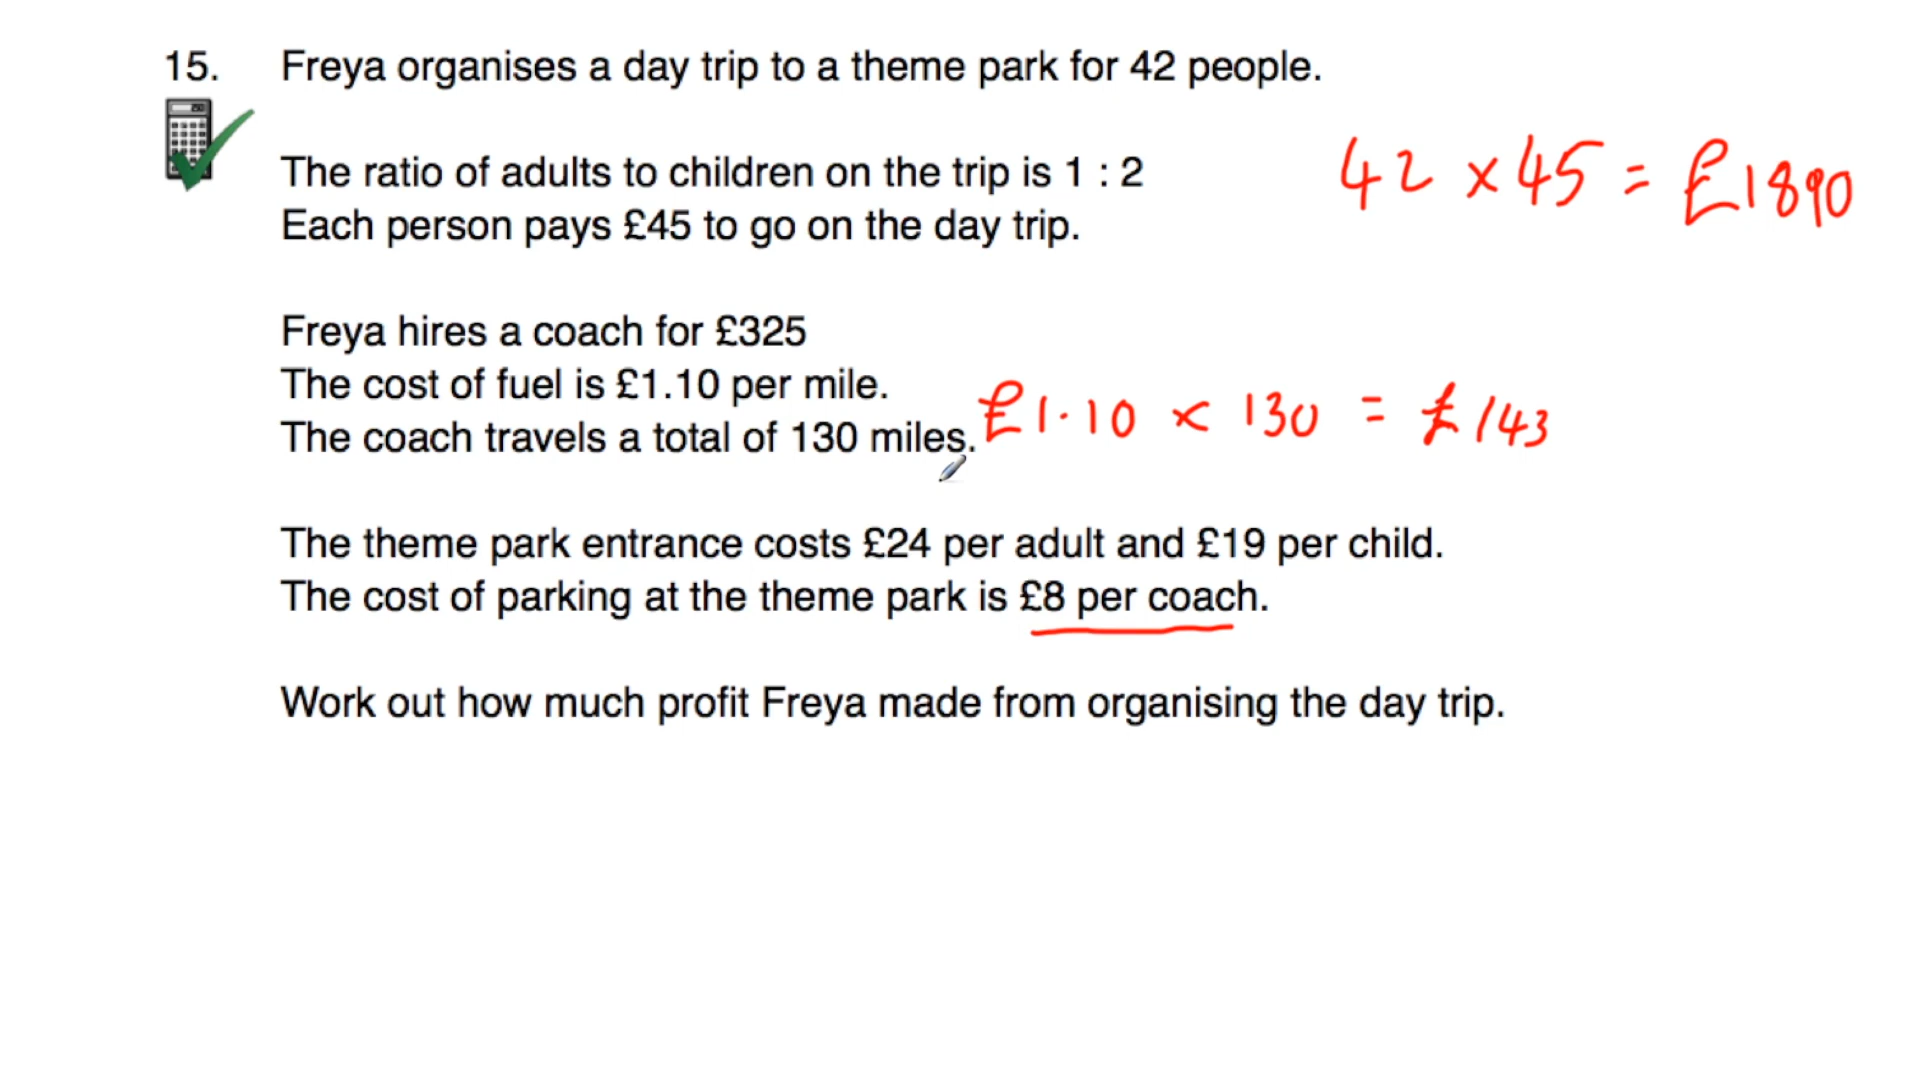 15. Freya organises a day trip to a theme park for 42 people.
The ratio of adults to children on the trip is 1 : 2
42 × 45 = £1890
Each person pays £45 to go on the day trip.
Freya hires a coach for £325
The cost of fuel is £1.10 per mile.
£1.10 × 130 = £143
The coach travels a total of 130 miles.
The theme park entrance costs £24 per adult and £19 per child.
The cost of parking at the theme park is £8 per coach.
Work out how much profit Freya made from organising the day trip.